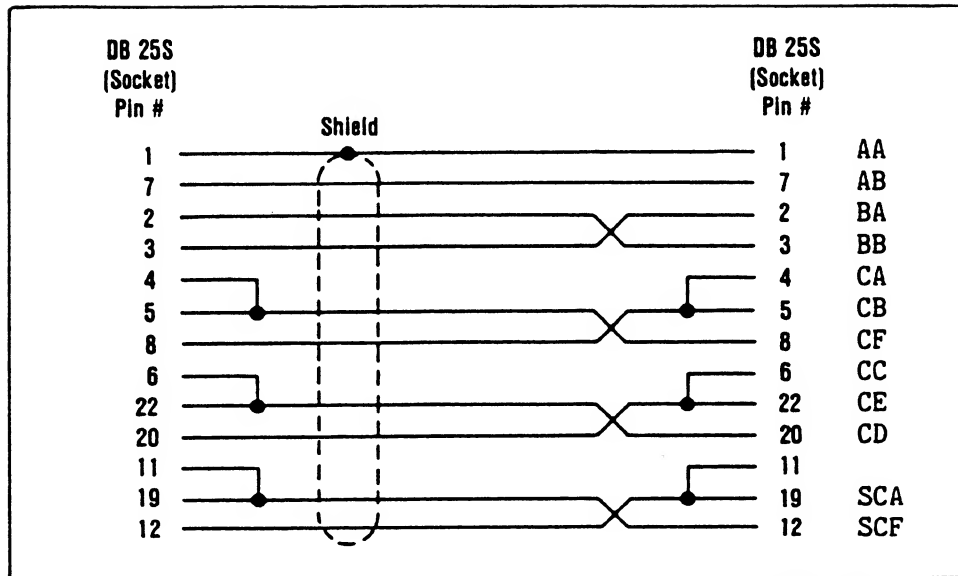 DB 25S DB 25S
(Socket) (Socket)
Pin # Pin #
Shield
1 1 AA
7 7 AB
2 2 BA
3 3 BB
4 4 CA
5 5 CB
8 8 CF
6 6 CC
22 22 CE
20 20 CD
11 11
19 19 SCA
12 12 SCF